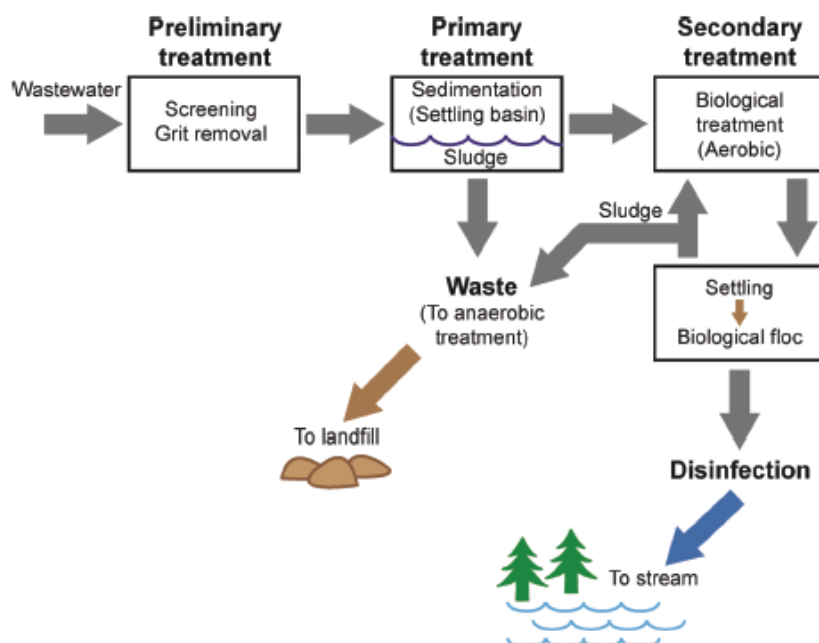 Preliminary
treatment
Primary
treatment
Secondary
treatment
Wastewater
Screening
Grit removal
Sedimentation
(Settling basin)
Sludge
Biological
treatment
(Aerobic)
Sludge
Waste
(To anaerobic
treatment)
Settling
Biological floc
To landfill
Disinfection
To stream